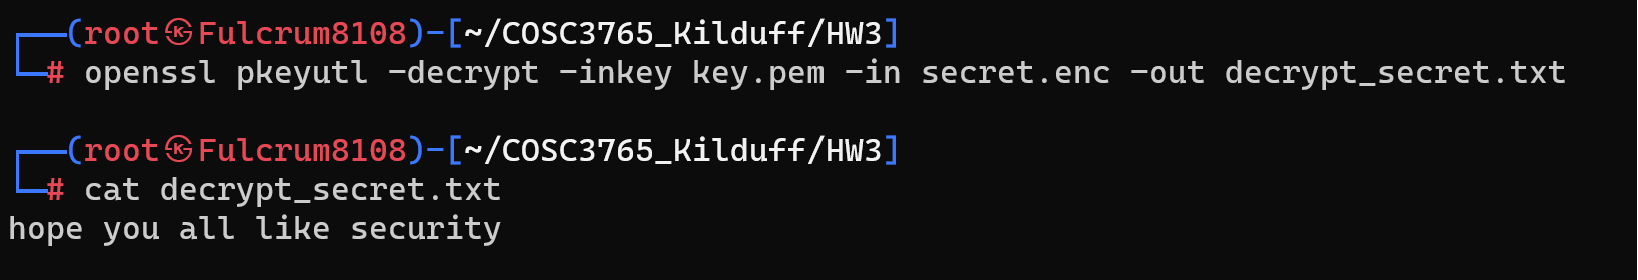 ┌──(root㉿Fulcrum8108)-[~/COSC3765_Kilduff/HW3]
└─# openssl pkeyutl -decrypt -inkey key.pem -in secret.enc -out decrypt_secret.txt
┌──(root㉿Fulcrum8108)-[~/COSC3765_Kilduff/HW3]
└─# cat decrypt_secret.txt
hope you all like security